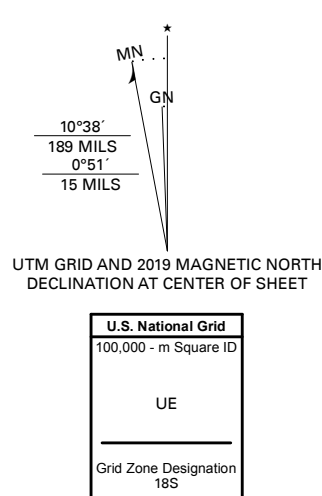 ★
MN
GN
10°38´
189 MILS
0°51´
15 MILS
UTM GRID AND 2019 MAGNETIC NORTH
DECLINATION AT CENTER OF SHEET
U.S. National Grid
100,000 - m Square ID
UE
Grid Zone Designation
18S